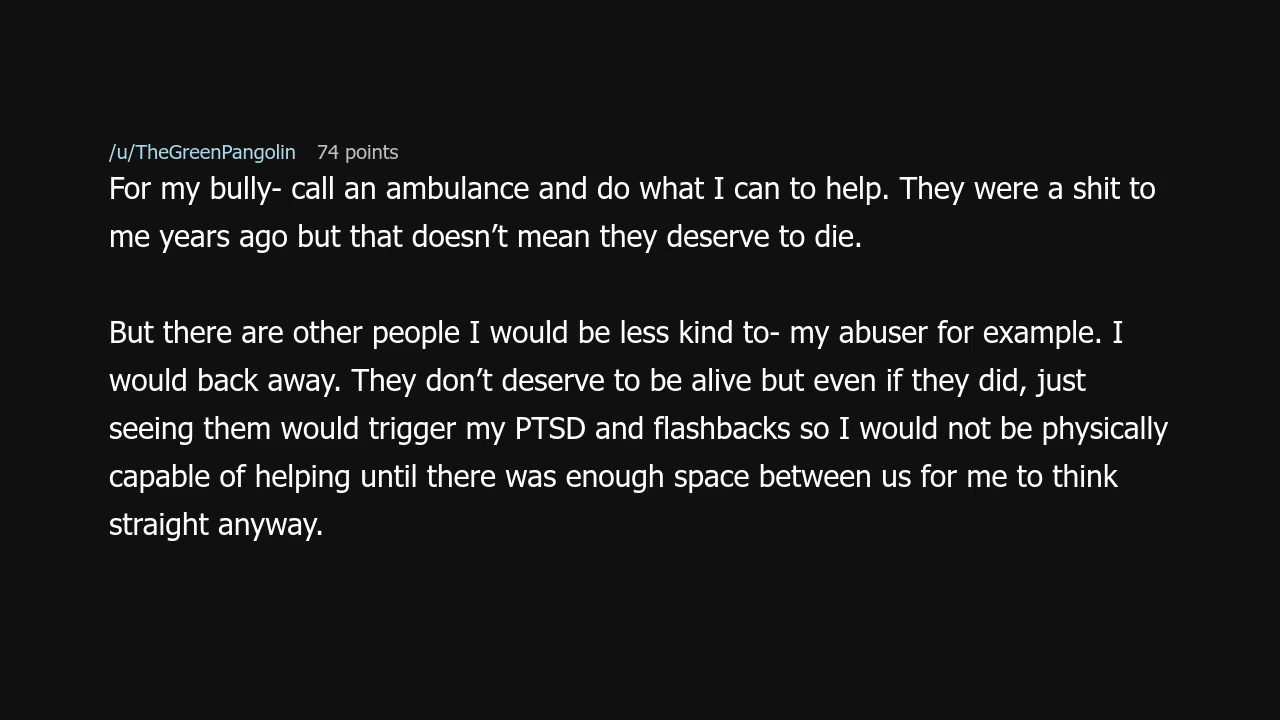 /u/TheGreenPangolin 74 points
For my bully- call an ambulance and do what I can to help. They were a shit to
me years ago but that doesn’t mean they deserve to die.
But there are other people I would be less kind to- my abuser for example. I
would back away. They don’t deserve to be alive but even if they did, just
seeing them would trigger my PTSD and flashbacks so I would not be physically
capable of helping until there was enough space between us for me to think
straight anyway.